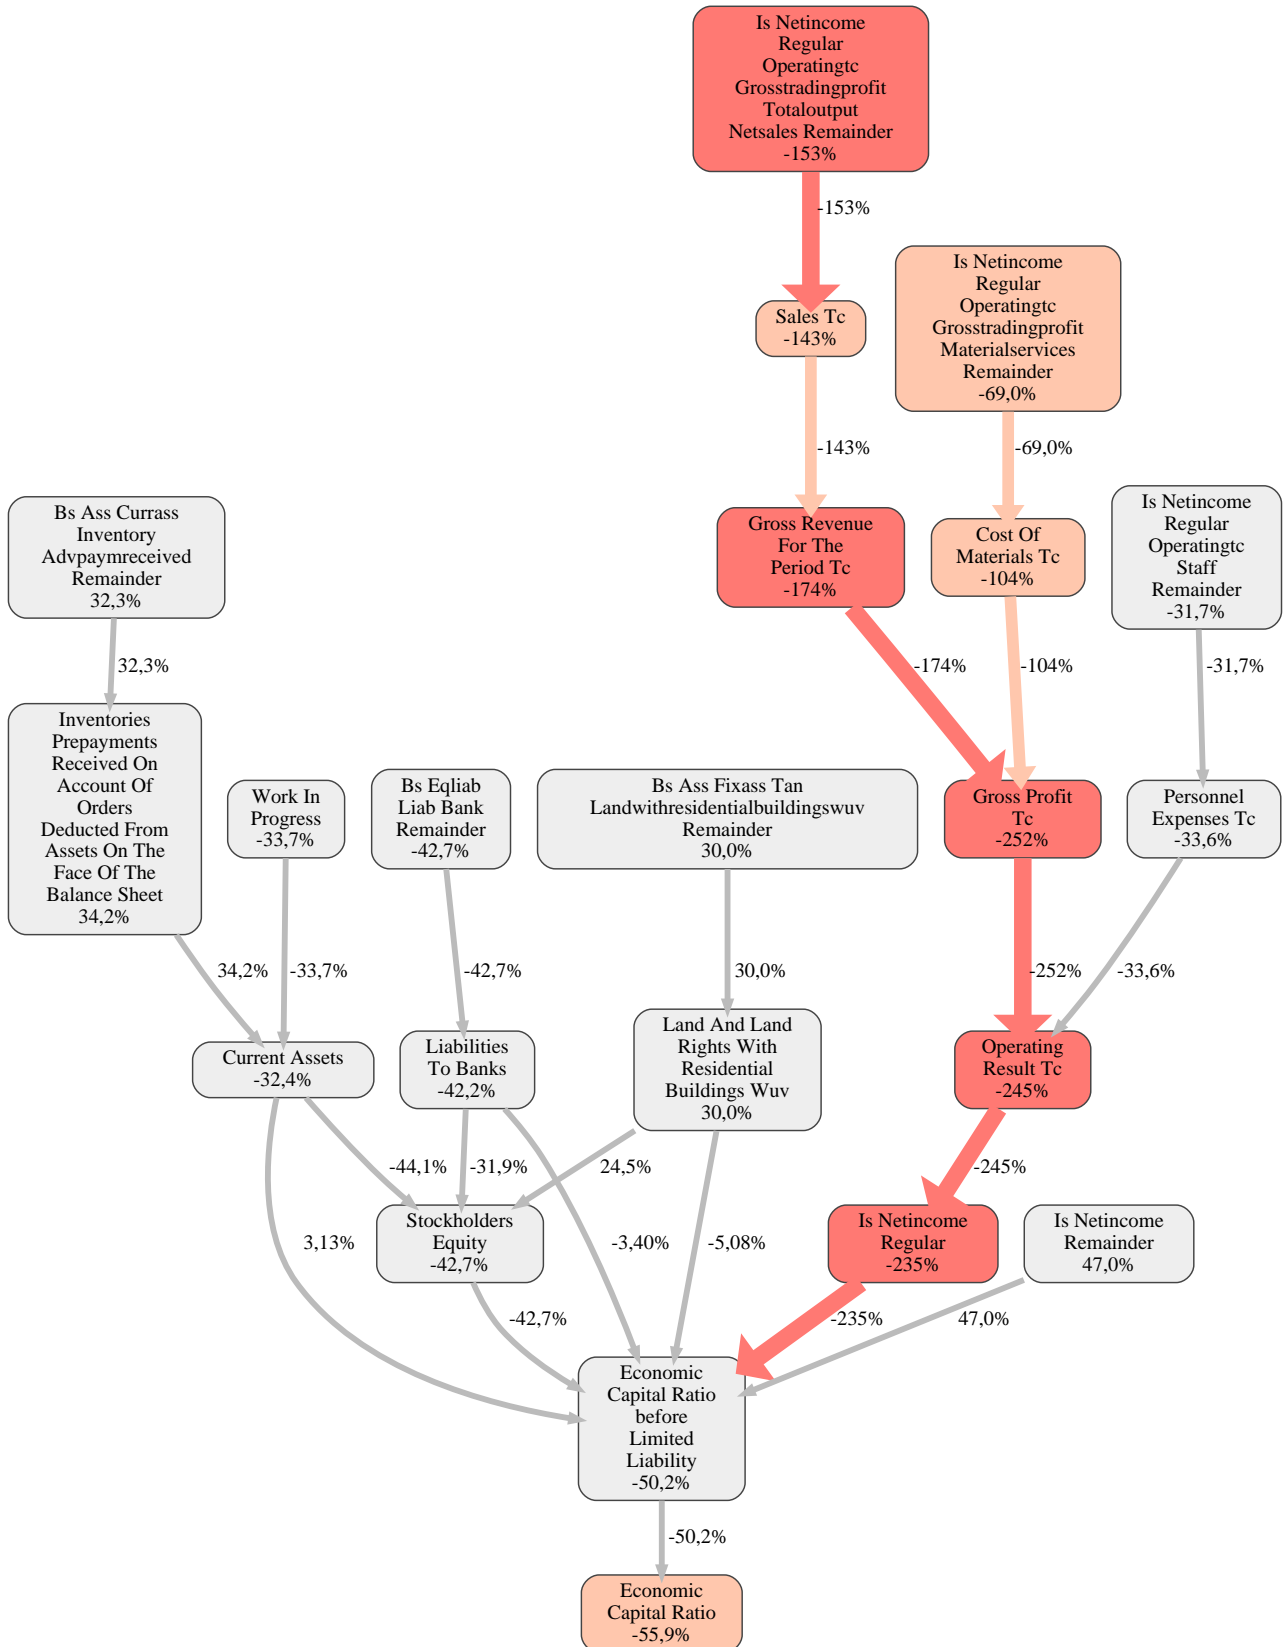 Is Netincome
Regular
Operatingtc
Grosstradingprofit
Totaloutput
Netsales Remainder
-153%
-153%
Is Netincome
Regular
Operatingtc
Grosstradingprofit
Materialservices
Remainder
-69,0%
Sales Tc
-143%
-143%
-69,0%
Bs Ass Currass
Inventory
Advpaymreceived
Remainder
32,3%
Gross Revenue
For The
Period Tc
-174%
Cost Of
Materials Tc
-104%
Is Netincome
Regular
Operatingtc
Staff
Remainder
-31,7%
32,3%
-174%
-104%
-31,7%
Inventories
Prepayments
Received On
Account Of
Orders
Deducted From
Assets On The
Face Of The
Balance Sheet
34,2%
Work In
Progress
-33,7%
Bs Eqliab
Liab Bank
Remainder
-42,7%
Bs Ass Fixass Tan
Landwithresidentialbuildingswuv
Remainder
30,0%
Gross Profit
Tc
-252%
Personnel
Expenses Tc
-33,6%
34,2%
-33,7%
-42,7%
30,0%
-252%
-33,6%
Current Assets
-32,4%
Liabilities
To Banks
-42,2%
Land And Land
Rights With
Residential
Buildings Wuv
30,0%
Operating
Result Tc
-245%
-44,1%
-31,9%
24,5%
-245%
3,13%
Stockholders
Equity
-42,7%
-3,40%
-5,08%
Is Netincome
Regular
-235%
Is Netincome
Remainder
47,0%
-42,7%
-235%
47,0%
Economic
Capital Ratio
before
Limited
Liability
-50,2%
-50,2%
Economic
Capital Ratio
-55,9%